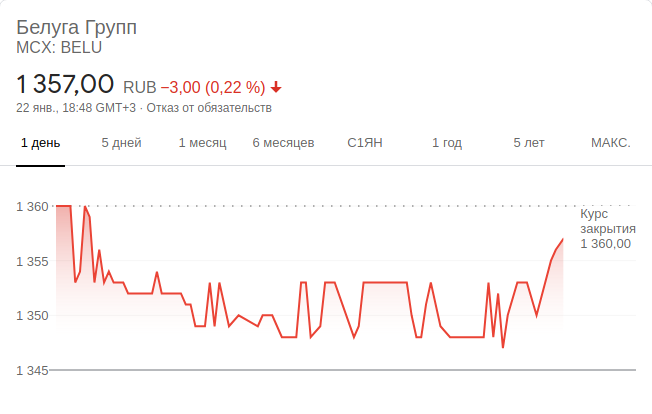 Белуга Групп
MCX: BELU
1 357,00 RUB −3,00 (0,22 %)
22 янв., 18:48 GMT+3 · Отказ от обязательств
1 день 5 дней 1 месяц 6 месяцев С1ЯН 1 год 5 лет МАКС.
1 360
Курс
закрытия
1 360,00
1 355
1 350
1 345